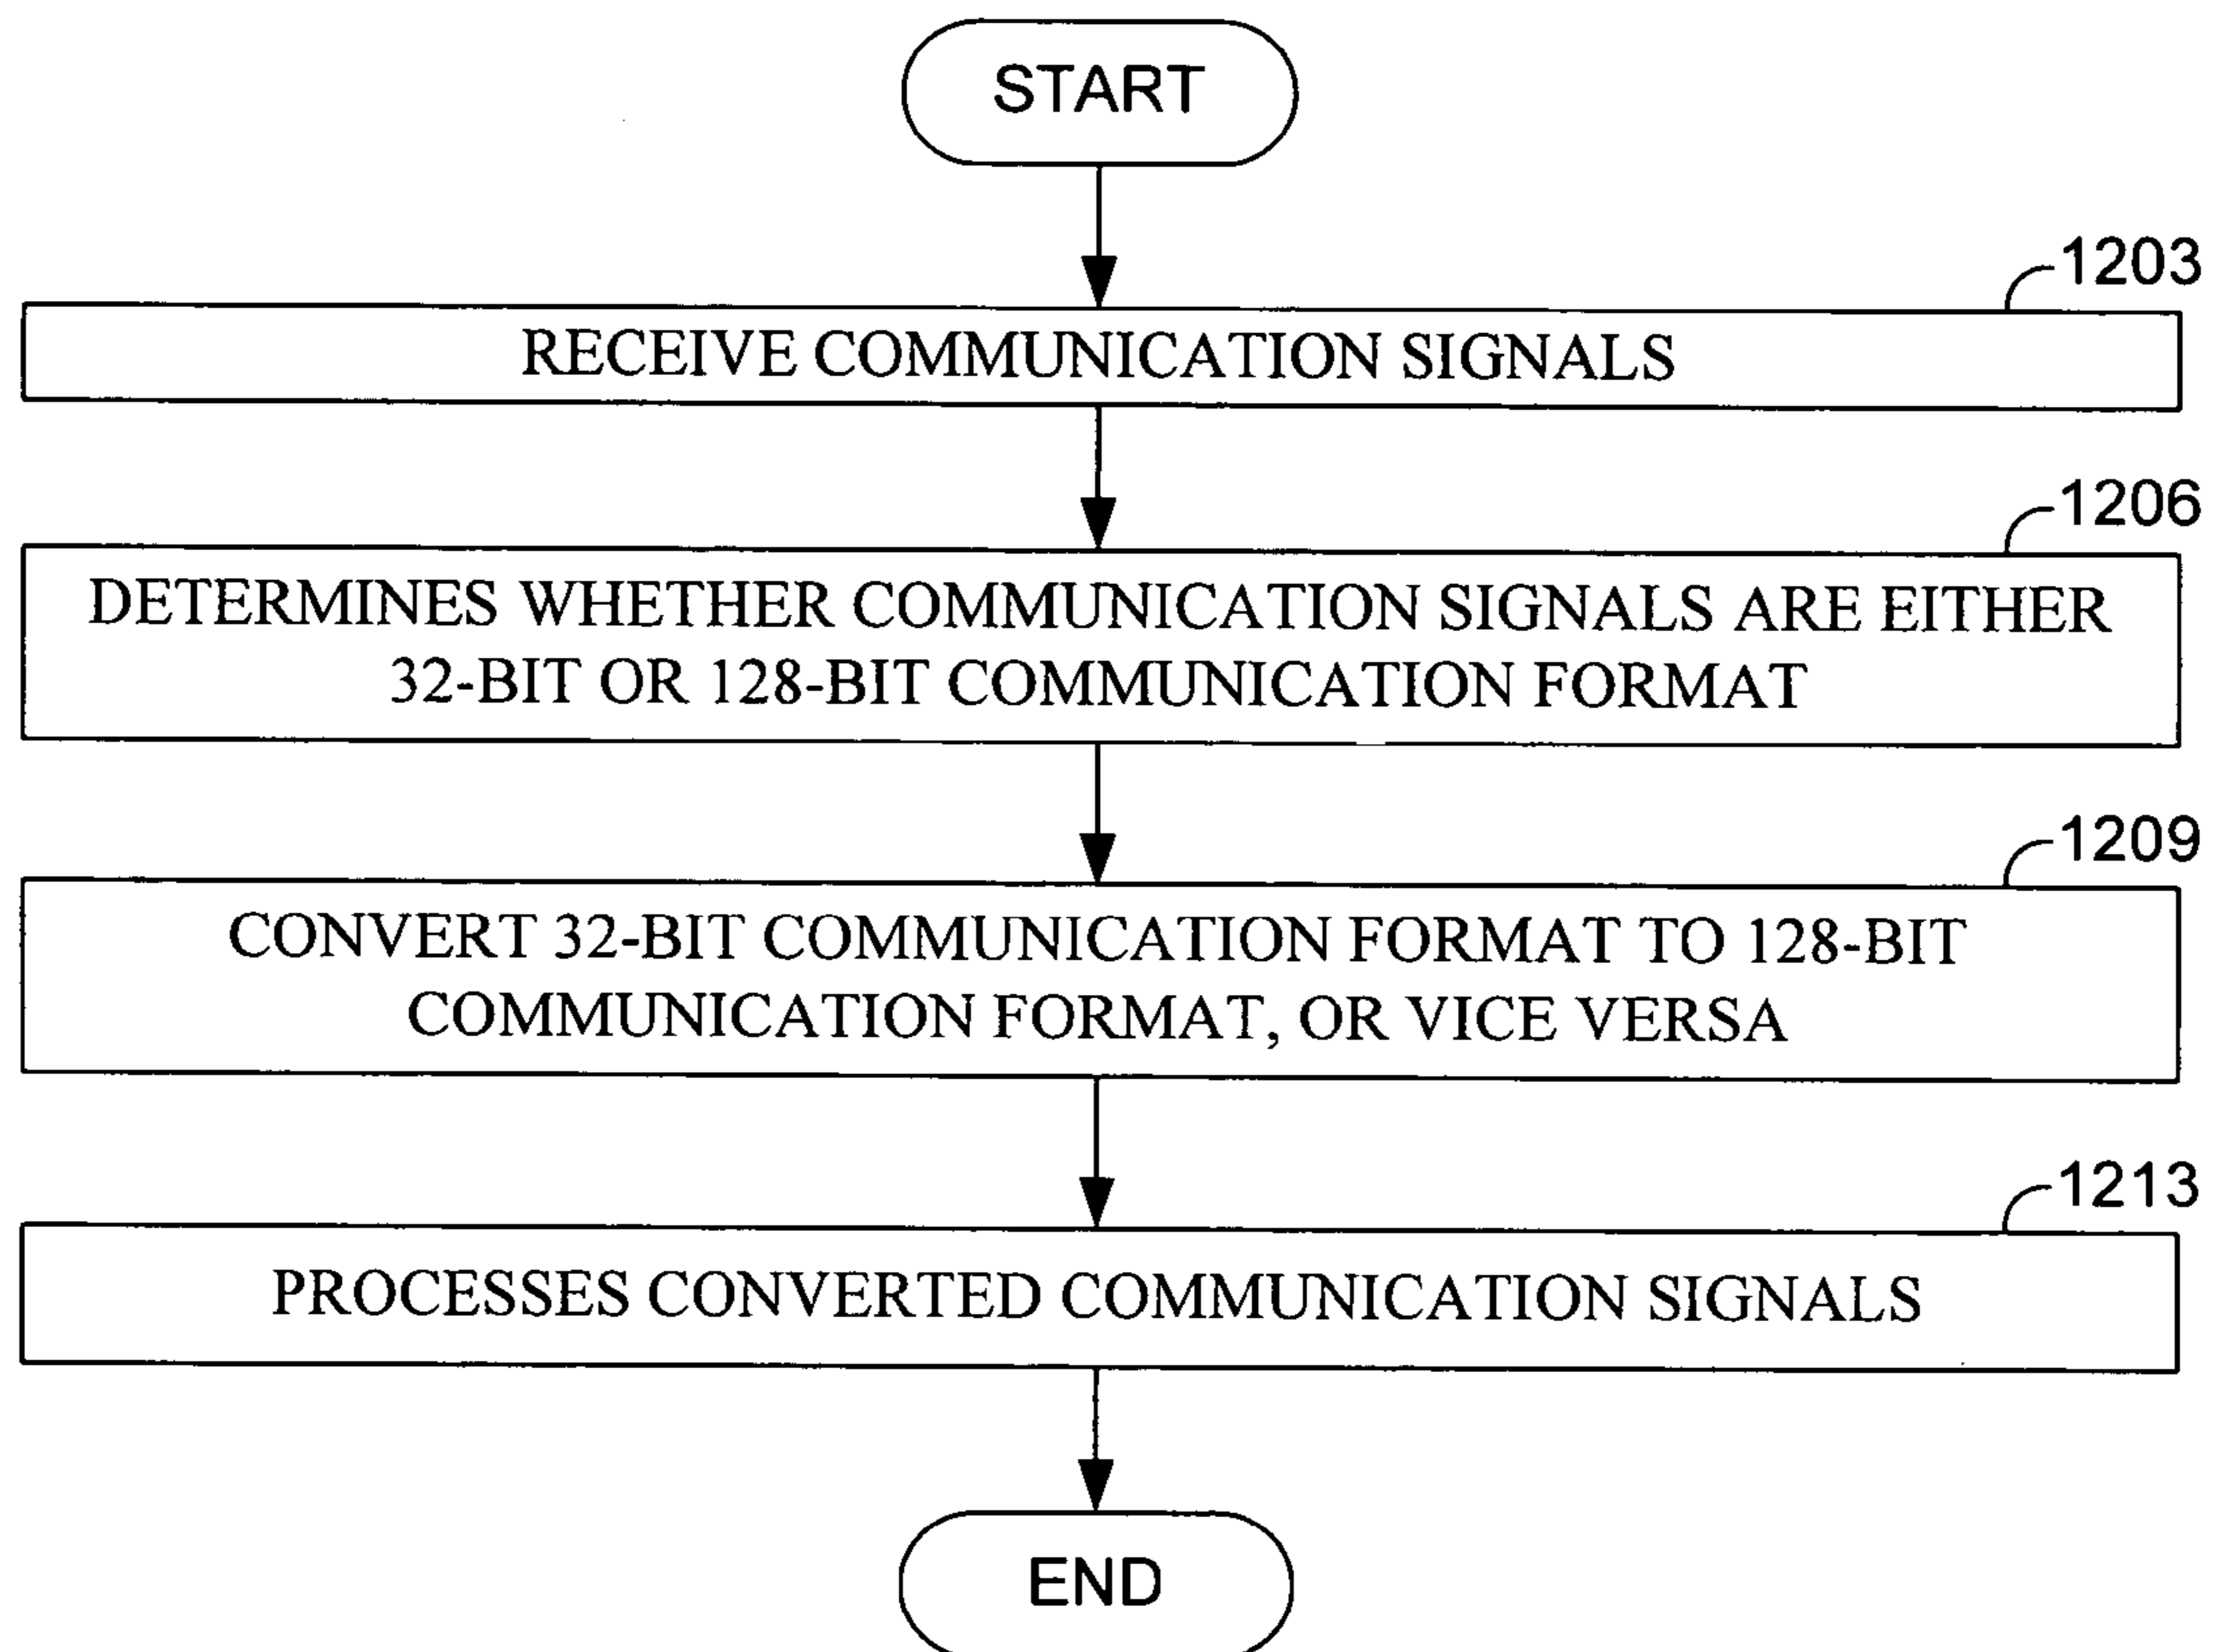 START
1203
RECEIVE COMMUNICATION SIGNALS
1206
DETERMINES WHETHER COMMUNICATION SIGNALS ARE EITHER
32-BIT OR 128-BIT COMMUNICATION FORMAT
1209
CONVERT 32-BIT COMMUNICATION FORMAT TO 128-BIT
COMMUNICATION FORMAT, OR VICE VERSA
1213
PROCESSES CONVERTED COMMUNICATION SIGNALS
END